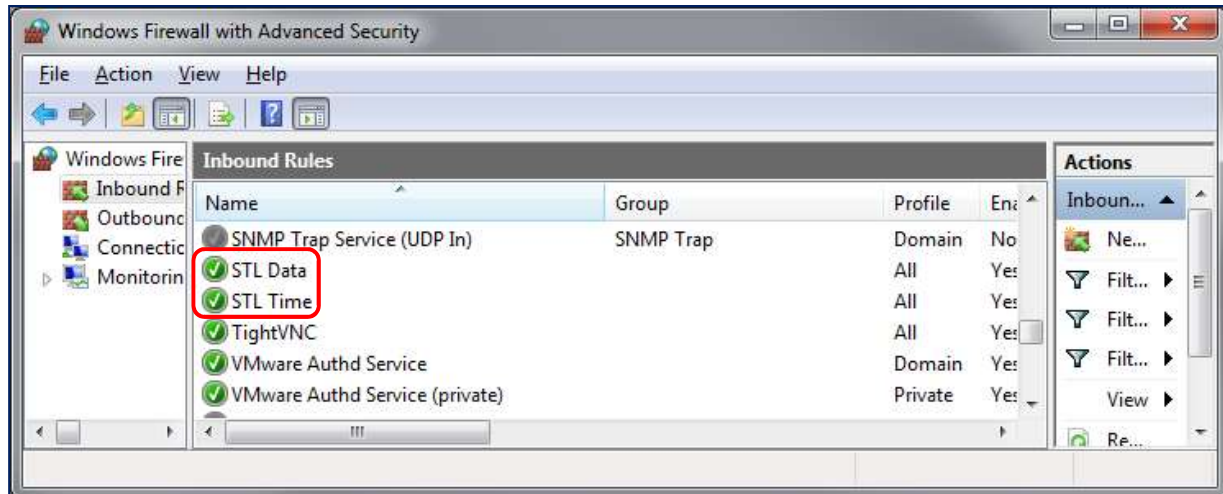 Windows Firewall with Advanced Security
File Action View Help
Windows Fire
Inbound R
Outbound
Connectic
Monitorin
Inbound Rules
Name Group Profile Ena
SNMP Trap Service (UDP In) SNMP Trap Domain No
STL Data All Yes
STL Time All Yes
TightVNC All Yes
VMware Authd Service Domain Yes
VMware Authd Service (private) Private Yes
Actions
Inboun...
Ne...
Filt...
Filt...
Filt...
View
Re...